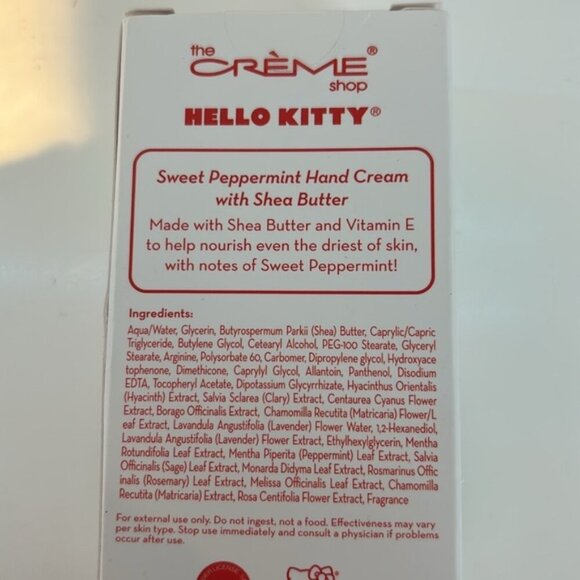 the
CRÈME®
shop
HELLO KITTY®
Sweet Peppermint Hand Cream
with Shea Butter
Made with Shea Butter and Vitamin E
to help nourish even the driest of skin,
with notes of Sweet Peppermint!
Ingredients:
Aqua/Water, Glycerin, Butyrospermum Parkii (Shea) Butter, Caprylic/Capric
Triglyceride, Butylene Glycol, Cetearyl Alcohol, PEG-100 Stearate, Glyceryl
Stearate, Arginine, Polysorbate 60, Carbomer, Dipropylene glycol, Hydroxyace
tophenone, Dimethicone, Caprylyl Glycol, Allantoin, Panthenol, Disodium
EDTA, Tocopheryl Acetate, Dipotassium Glycyrrhizate, Hyacinthus Orientalis
(Hyacinth) Extract, Salvia Sclarea (Clary) Extract, Centaurea Cyanus Flower
Extract, Borago Officinalis Extract, Chamomilla Recutita (Matricaria) Flower/L
eaf Extract, Lavandula Angustifolia (Lavender) Flower Water, 1,2-Hexanediol,
Lavandula Angustifolia (Lavender) Flower Extract, Ethylhexylglycerin, Mentha
Rotundifolia Leaf Extract, Mentha Piperita (Peppermint) Leaf Extract, Salvia
Officinalis (Sage) Leaf Extract, Monarda Didyma Leaf Extract, Rosmarinus Offic
inalis (Rosemary) Leaf Extract, Melissa Officinalis Leaf Extract, Chamomilla
Recutita (Matricaria) Extract, Rosa Centifolia Flower Extract, Fragrance
For external use only. Do not ingest, not a food. Effectiveness may vary
per skin type. Stop use immediately and consult a physician if problems
occur after use.